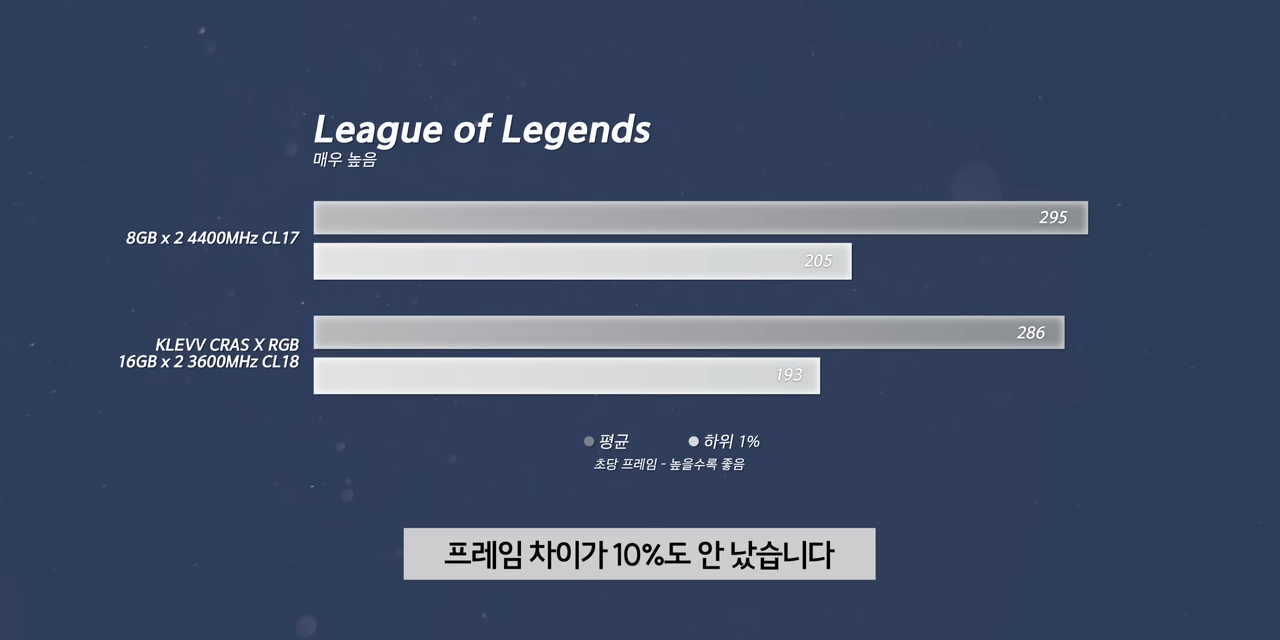 League of Legends
매우 높음
295
8GB x 2 4400MHz CL17
205
286
KLEVV CRAS X RGB
16GB x 2 3600MHz CL18
193
평균 하위 1%
초당 프레임 - 높을수록 좋음
프레임 차이가 10%도 안 났습니다